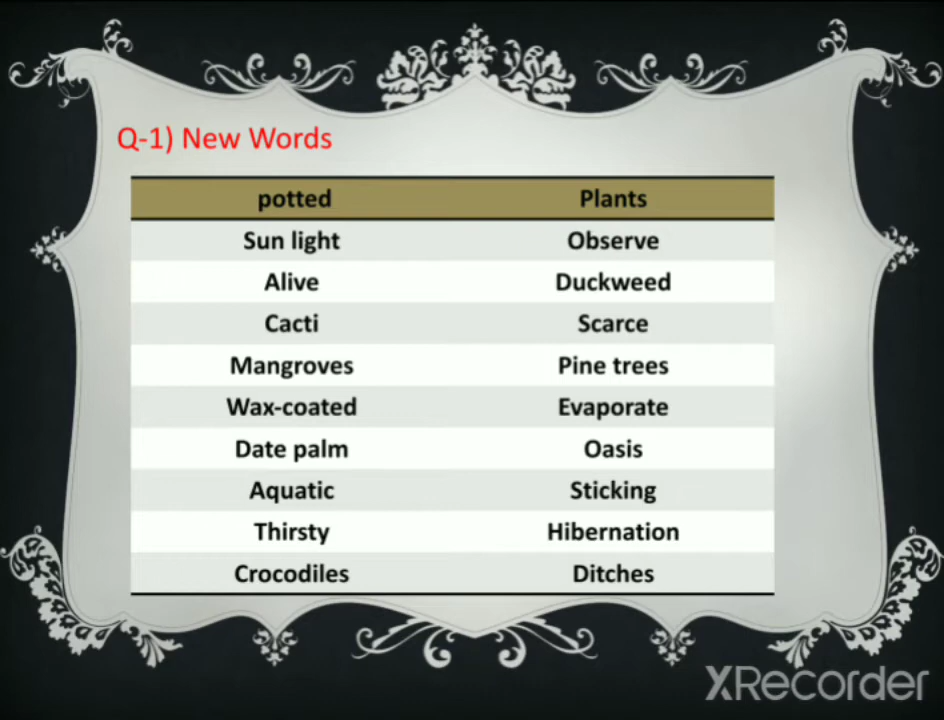 Q-1) New Words
potted Plants
Sun light Observe
Alive Duckweed
Cacti Scarce
Mangroves Pine trees
Wax-coated Evaporate
Date palm Oasis
Aquatic Sticking
Thirsty Hibernation
Crocodiles Ditches
XRecorder